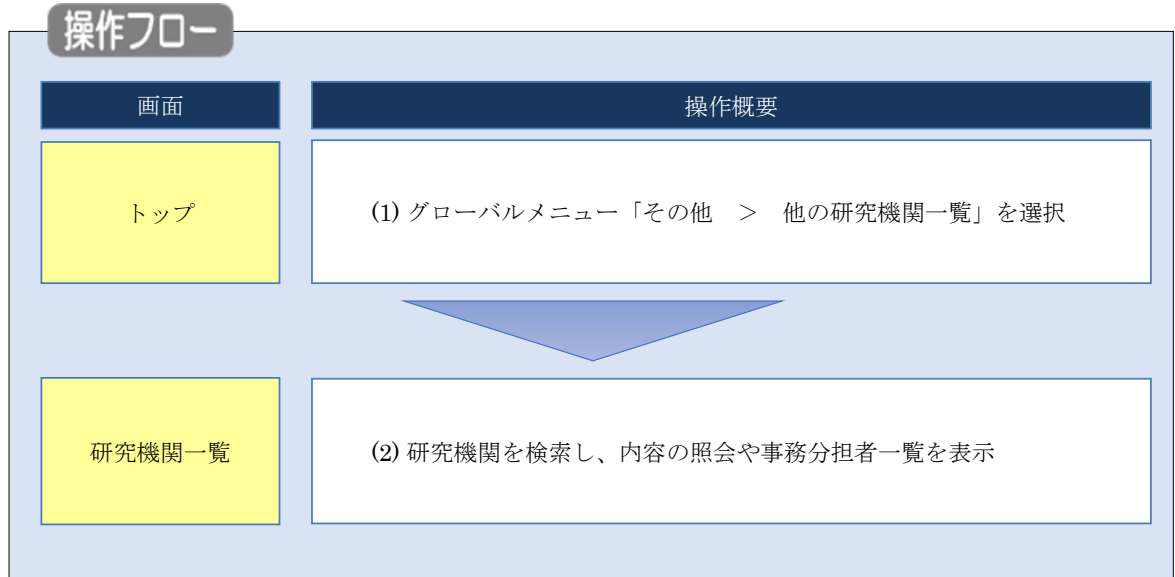 操作フロー
画面
操作概要
トップ
(1) グローバルメニュー「その他　＞　他の研究機関一覧」を選択
研究機関一覧
(2) 研究機関を検索し、内容の照会や事務分担者一覧を表示